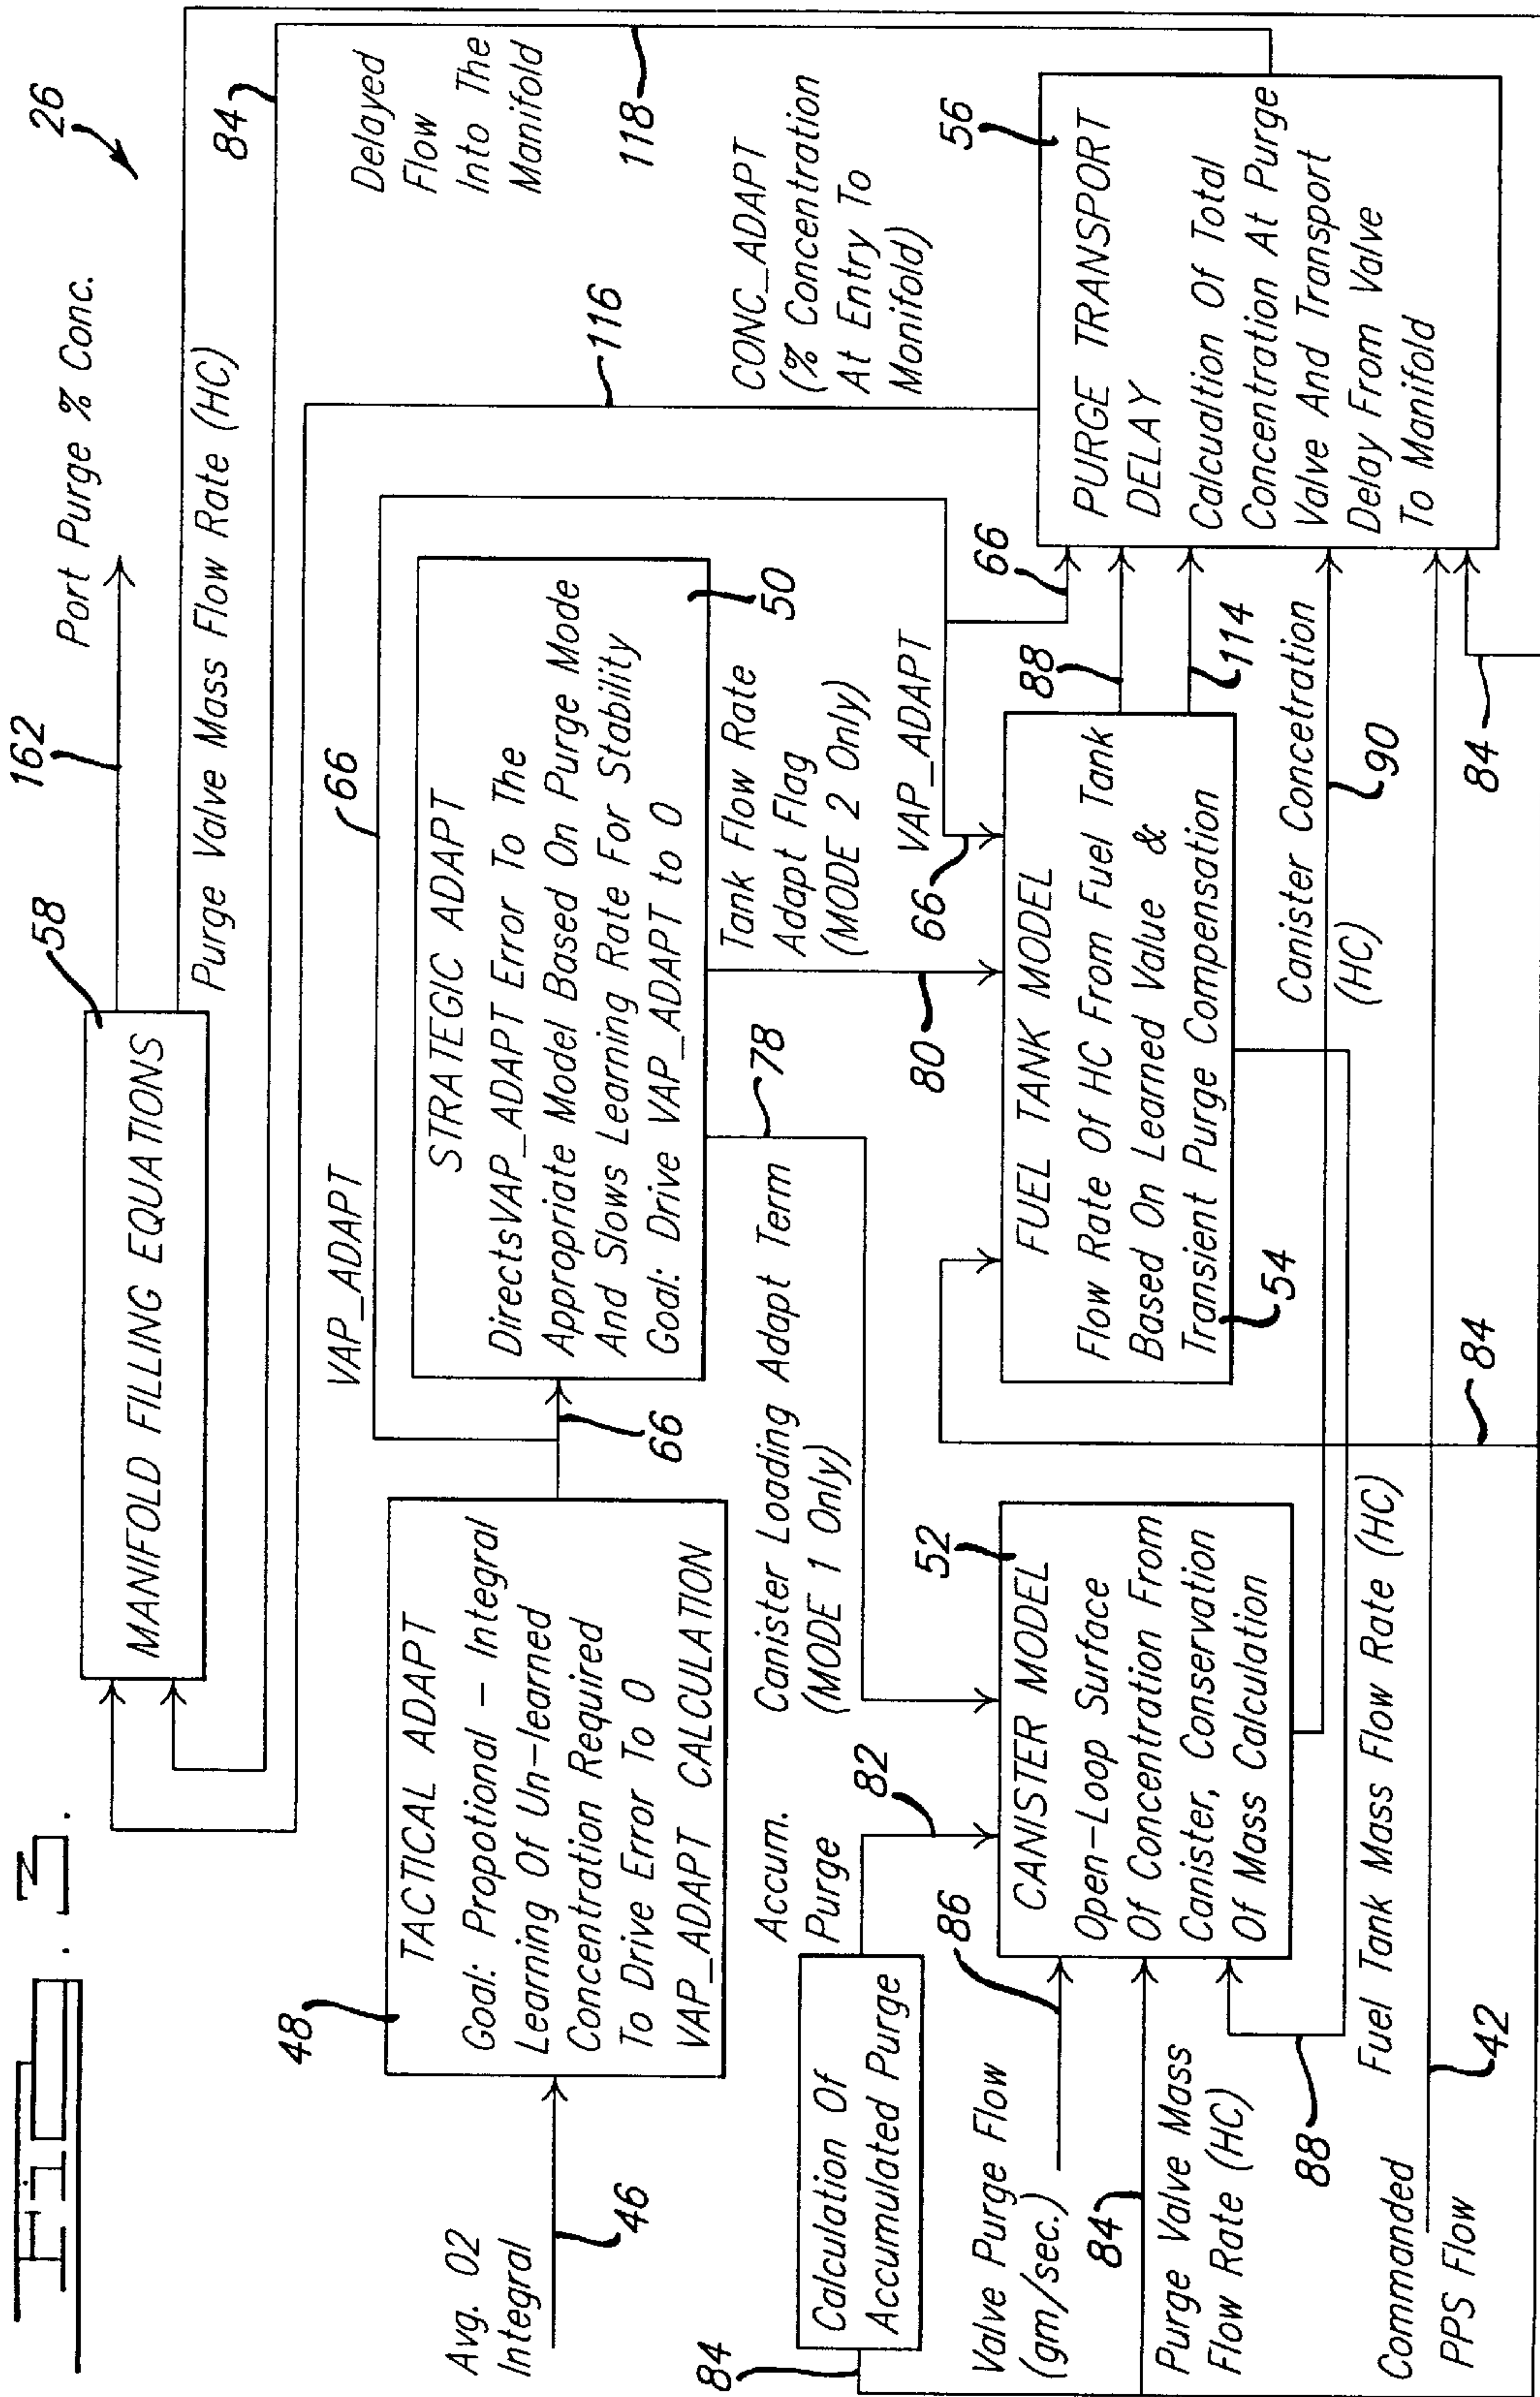 Fig. 3.
26
162
Port Purge % Conc.
58
MANIFOLD FILLING EQUATIONS
Purge Valve Mass Flow Rate (HC)
84
Delayed
Flow
Into The
Manifold
118
116
CONC_ADAPT
(% Concentration
At Entry To
Monifold)
VAP_ADAPT
66
48
TACTICAL ADAPT
Goal: Propotional - Integral
Learning Of Un-learned
Concentration Required
To Drive Error To 0
VAP_ADAPT CALCULATION
Avg. O2
Integral
46
66
STRATEGIC ADAPT
DirectsVAP_ADAPT Error To The
Appropriate Model Based On Purge Mode
And Slows Learning Rate For Stability
Goal: Drive VAP_ADAPT to 0
50
Tank Flow Rate
Adapt Flag
(MODE 2 Only)
80
78
Canister Loading Adapt Term
(MODE 1 Only)
VAP_ADAPT
66
66
56
PURGE TRANSPORT
DELAY
Calcualtion Of Total
Concentration At Purge
Valve And Transport
Delay From Valve
To Manifold
88
114
FUEL TANK MODEL
Flow Rate Of HC From Fuel Tank
Based On Learned Value &
Transient Purge Compensation
54
Canister Concetration
(HC)
90
84
84
Accum.
Purge
82
84
Calculation Of
Accumulated Purge
52
CANISTER MODEL
Open-Loop Surface
Of Concentration From
Canister, Conservation
Of Mass Calculation
86
Valve Purge Flow
(gm/sec.)
84
Purge Valve Mass
Flow Rate (HC)
88
Fuel Tank Mass Flow Rate (HC)
Commanded
PPS Flow
42